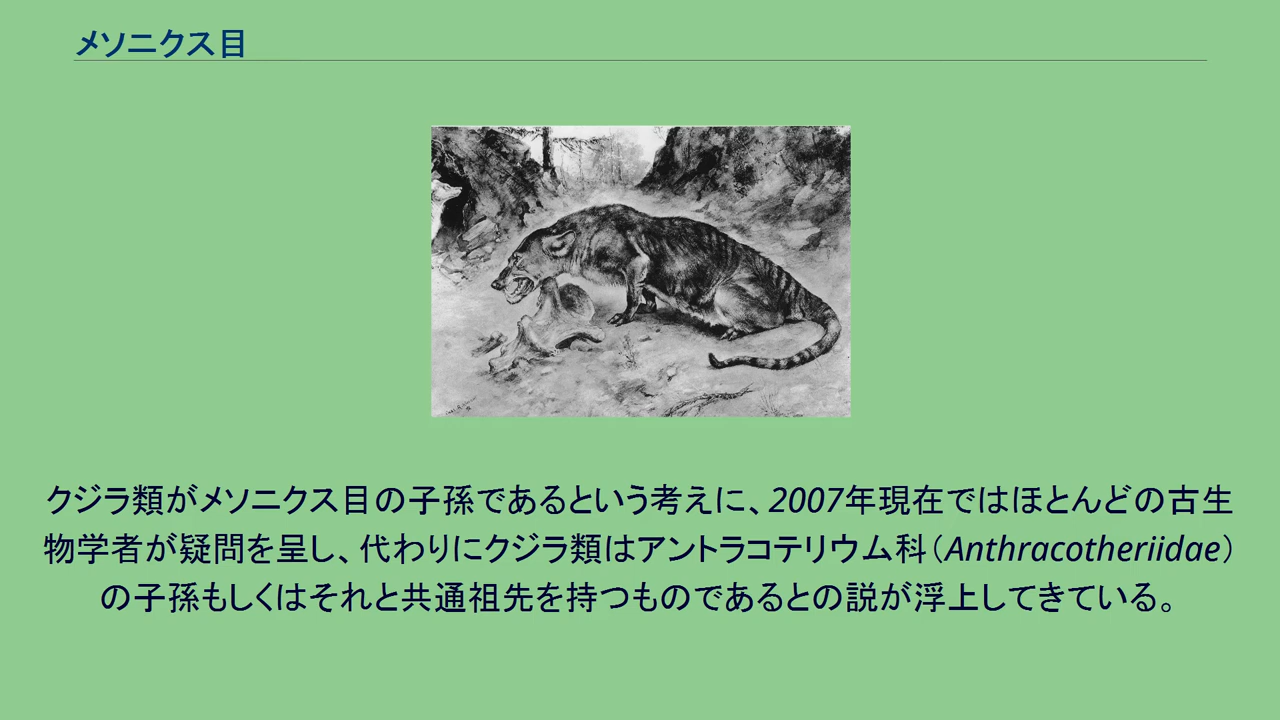 メソニクス目
クジラ類がメソニクス目の子孫であるという考えに、2007年現在ではほとんどの古生
物学者が疑問を呈し、代わりにクジラ類はアントラコテリウム科（Anthracotheriidae）
の子孫もしくはそれと共通祖先を持つものであるとの説が浮上してきている。